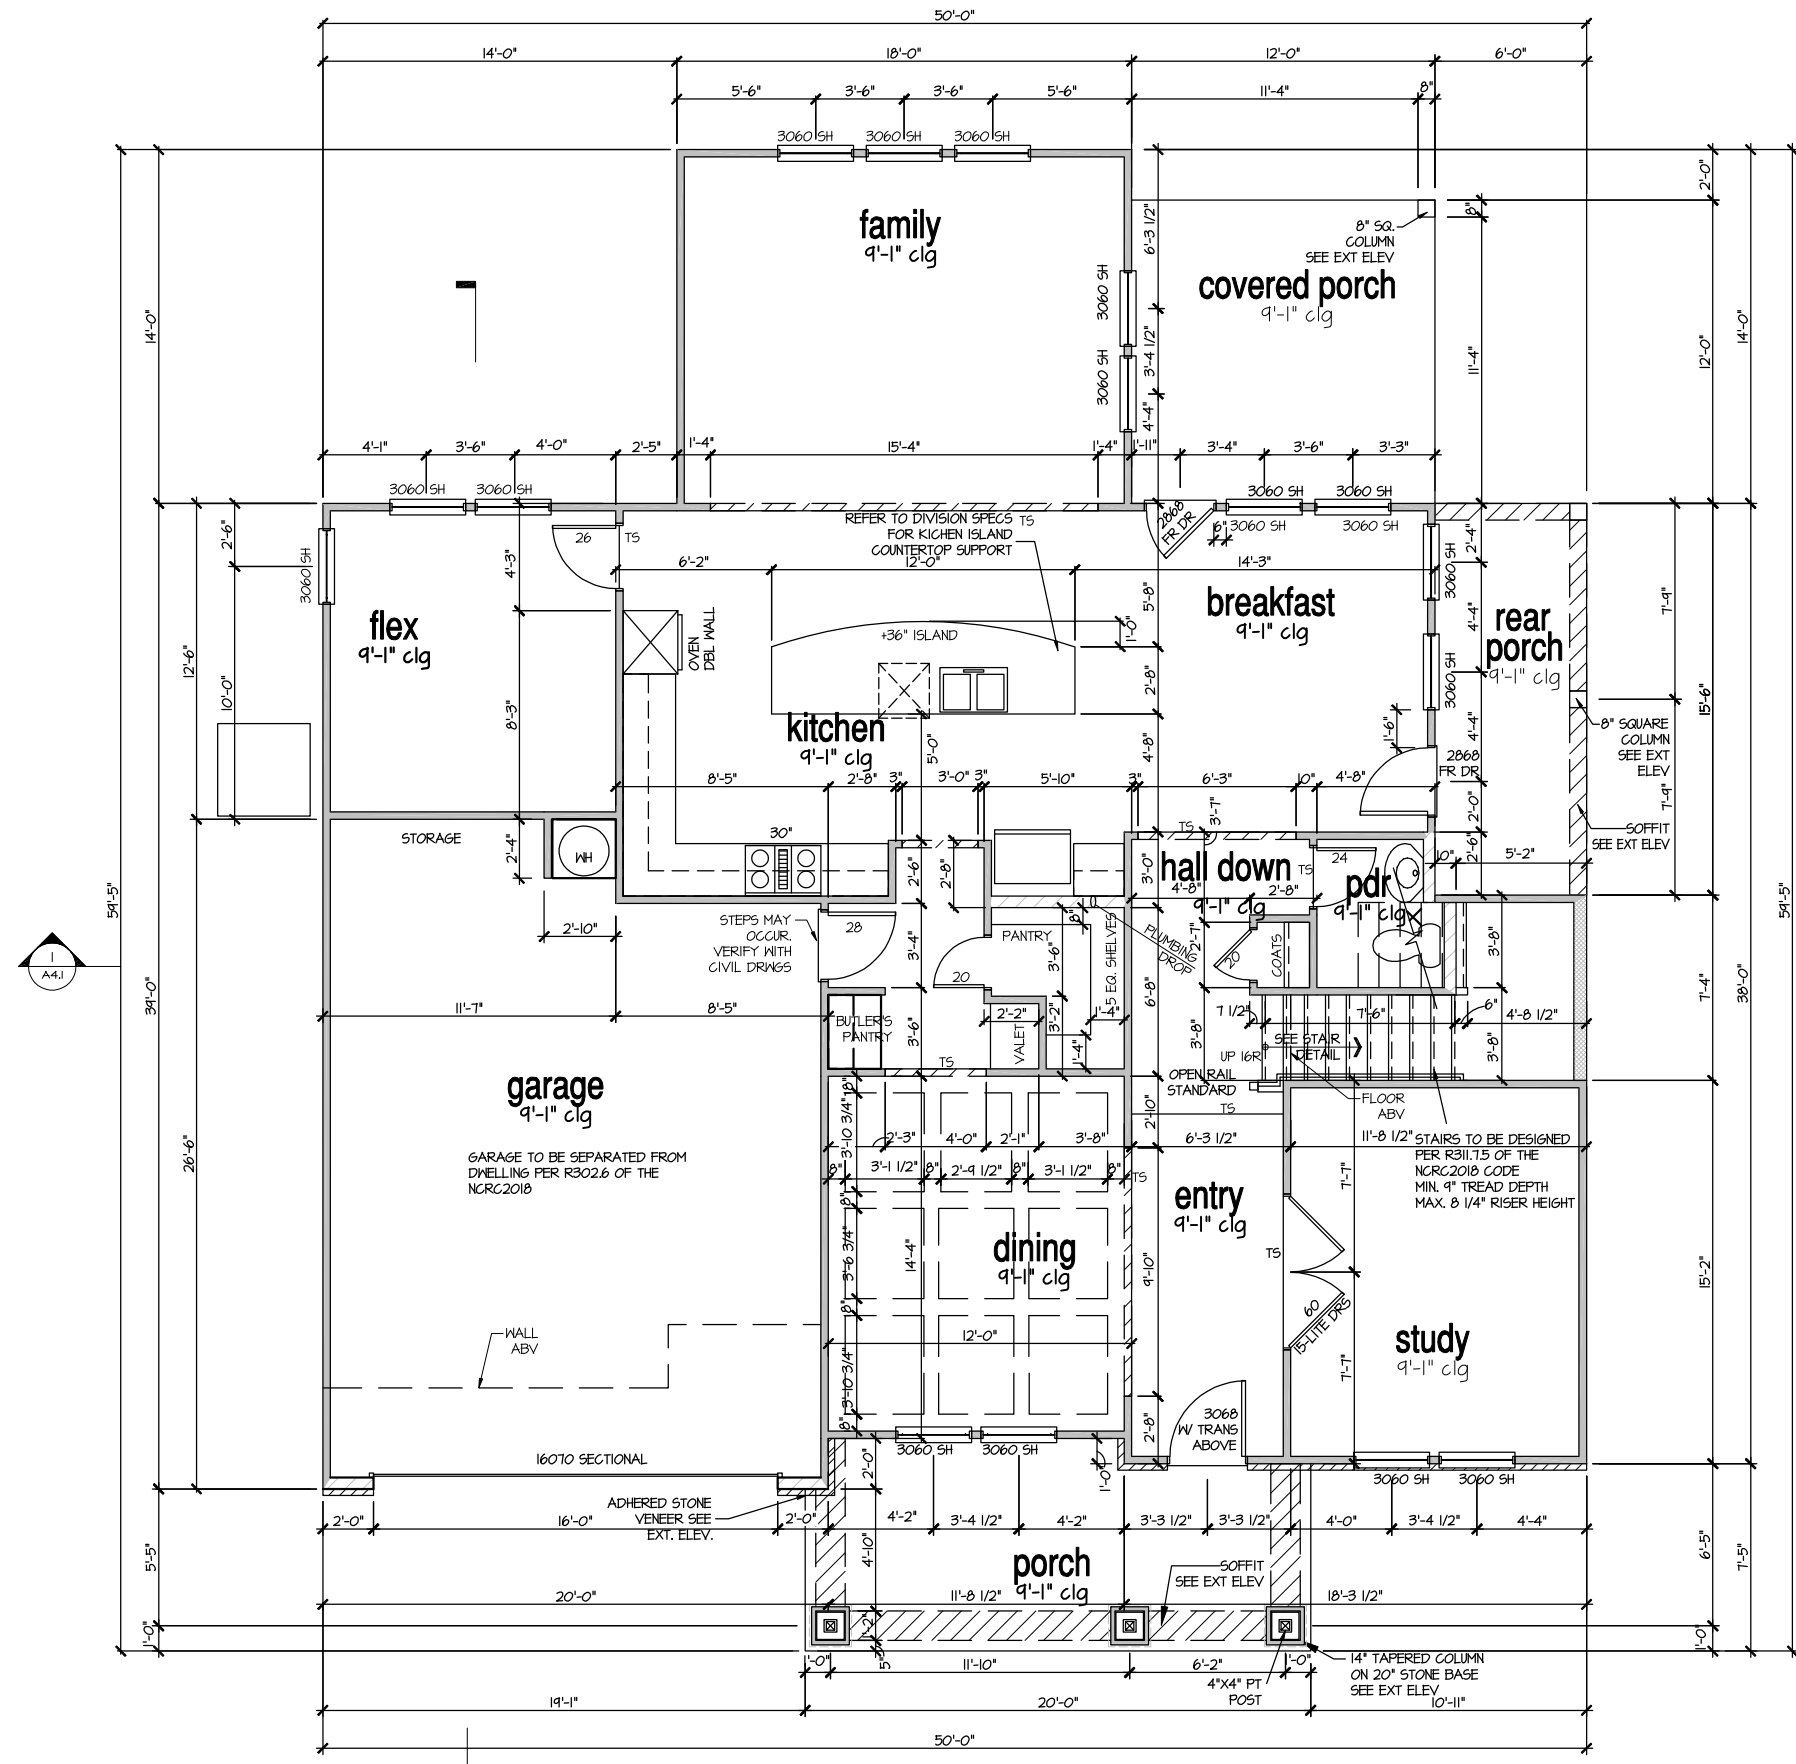 50'-0"
14'-0"
18'-0"
12'-0"
6'-0"
5'-6"
3'-6"
3'-6"
5'-6"
11'-4"
8"
3060 SH
3060 SH
3060 SH
2'-0"
family
9'-1" clg
6'-3 1/2"
8"
8" SQ.
COLUMN
SEE EXT ELEV
3060 SH
covered porch
9'-1" clg
14'-0"
3'-4 1/2"
3060 SH
11'-4"
12'-0"
14'-0"
4'-4"
4'-1"
3'-6"
4'-0"
2'-5"
1'-4"
15'-4"
1'-4"
1'-11"
3'-4"
3'-6"
3'-3"
3060 SH
3060 SH
3060 SH
3060 SH
2868
FR DR
3060 SH
3060 SH
6"
REFER TO DIVISION SPECS
FOR KICHEN ISLAND
COUNTERTOP SUPPORT
TS
2'-6"
26
TS
2'-4"
3060 SH
3060 SH
4'-3"
6'-2"
12'-0"
14'-3"
5'-8"
flex
9'-1" clg
breakfast
9'-1" clg
rear
porch
9'-1" clg
4'-4"
7'-9"
OVEN
DBL WALL
+36" ISLAND
1'-0"
12'-6"
10'-0"
8'-3"
2'-8"
3060 SH
15'-6"
kitchen
9'-1" clg
5'-0"
4'-8"
1'-6"
4'-4"
8" SQUARE
COLUMN
SEE EXT
ELEV
2868
FR DR
8'-5"
2'-8"
3"
3'-0"
3"
5'-10"
3"
6'-3"
10"
4'-8"
2'-0"
7'-9"
STORAGE
WH
2'-4"
30"
TS
3'-7"
SOFFIT
SEE EXT ELEV
2'-6"
10"
5'-2"
2'-6"
2'-8"
3'-0"
hall down
9'-1" clg
TS
24
pdr
9'-1" clg
4'-8"
2'-8"
59'-5"
59'-5"
2'-10"
STEPS MAY
OCCUR.
VERIFY WITH
CIVIL DRWGS
28
3'-4"
PANTRY
8"
3'-6"
5 EQ. SHELVES
PLUMBING
DROP
2'-7"
20
COATS
3'-8"
1
A4.1
39'-0"
20
6'-8"
7'-4"
38'-0"
11'-7"
8'-5"
BUTLER'S
PANTRY
3'-6"
2'-2"
VALET
3'-2"
1'-4"
1'-4"
7 1/2"
7'-6"
6"
4'-8 1/2"
3'-8"
UP 16R
SEE STAIR
DETAIL
3'-8"
TS
OPEN RAIL
STANDARD
FLOOR
ABV
TS
garage
9'-1" clg
8"
3'-10 3/4"
2'-10"
26'-6"
GARAGE TO BE SEPARATED FROM
DWELLING PER R302.6 OF THE
NCRC2018
2'-3"
4'-0"
2'-1"
3'-8"
6'-3 1/2"
11'-8 1/2"
STAIRS TO BE DESIGNED
PER R311.7.5 OF THE
NCRC2018 CODE
MIN. 9" TREAD DEPTH
MAX. 8 1/4" RISER HEIGHT
8"
3'-1 1/2"
8"
2'-9 1/2"
8"
3'-1 1/2"
8"
TS
7'-7"
8"
entry
9'-1" clg
3'-6 3/4"
14'-4"
dining
9'-1" clg
9'-10"
TS
15'-2"
8"
60
15-LITE DRS
WALL
ABV
12'-0"
study
9'-1" clg
7'-7"
3'-10 3/4"
8"
3068
W/ TRANS
ABOVE
2'-8"
16070 SECTIONAL
3060 SH
3060 SH
2'-0"
1'-0"
3060 SH
3060 SH
ADHERED STONE
VENEER SEE
EXT. ELEV.
2'-0"
16'-0"
2'-0"
4'-2"
3'-4 1/2"
4'-2"
3'-3 1/2"
3'-3 1/2"
4'-0"
3'-4 1/2"
4'-4"
5'-5"
4'-10"
porch
9'-1" clg
SOFFIT
SEE EXT ELEV
6'-5"
7'-5"
20'-0"
11'-8 1/2"
18'-3 1/2"
1'-0"
1'-2"
5"
1'-0"
1'-0"
11'-10"
6'-2"
1'-0"
4"X4" PT
POST
14" TAPERED COLUMN
ON 20" STONE BASE
SEE EXT ELEV
19'-1"
20'-0"
10'-11"
50'-0"